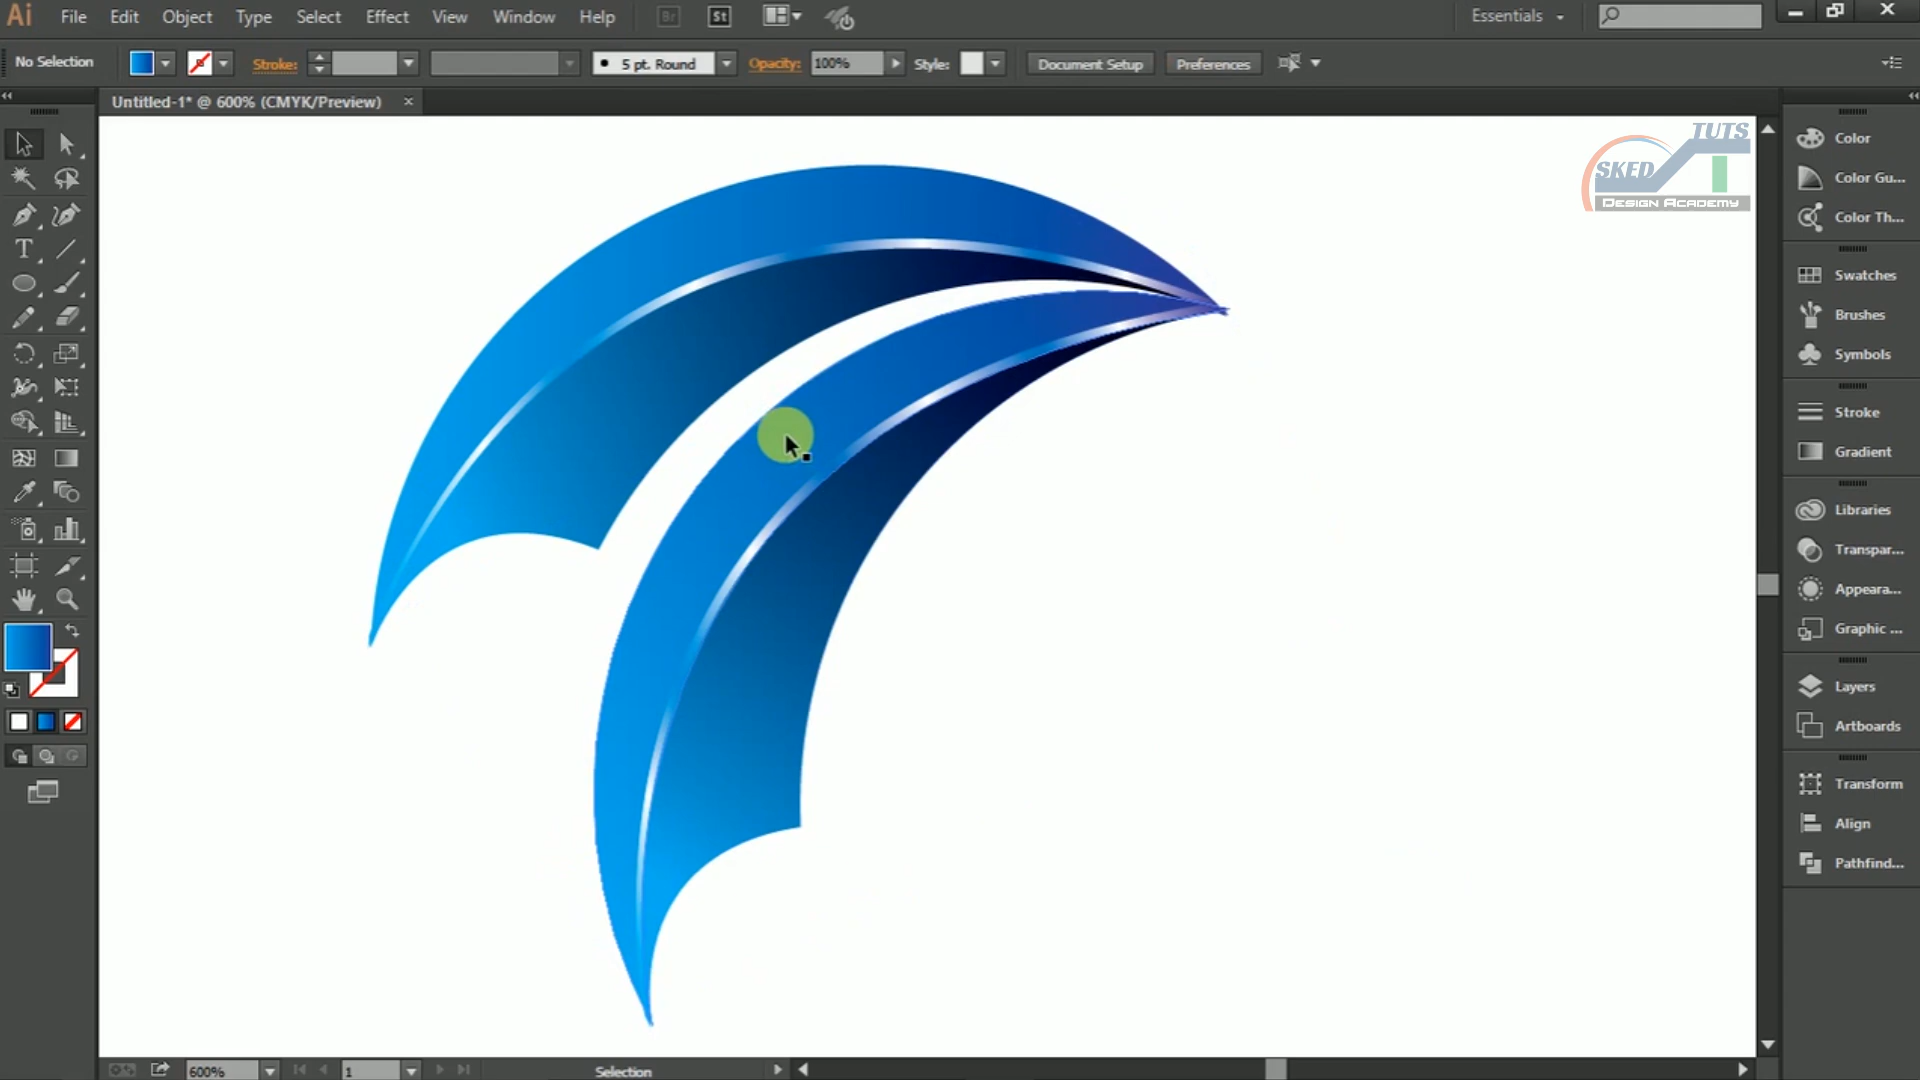 Ai File Edit Object Type Select Effect View Window Help Br St Essentials
No Selection Stroke: 5 pt. Round Opacity: 100% Style: Document Setup Preferences
Untitled-1* @ 600% (CMYK/Preview) ×
TUTS
SKED
DESIGN ACADEMY
Color
Color Gu...
Color Th...
Swatches
Brushes
Symbols
Stroke
Gradient
Libraries
Transpar...
Appeara...
Graphic ...
Layers
Artboards
Transform
Align
Pathfind...
600% 1 Selection